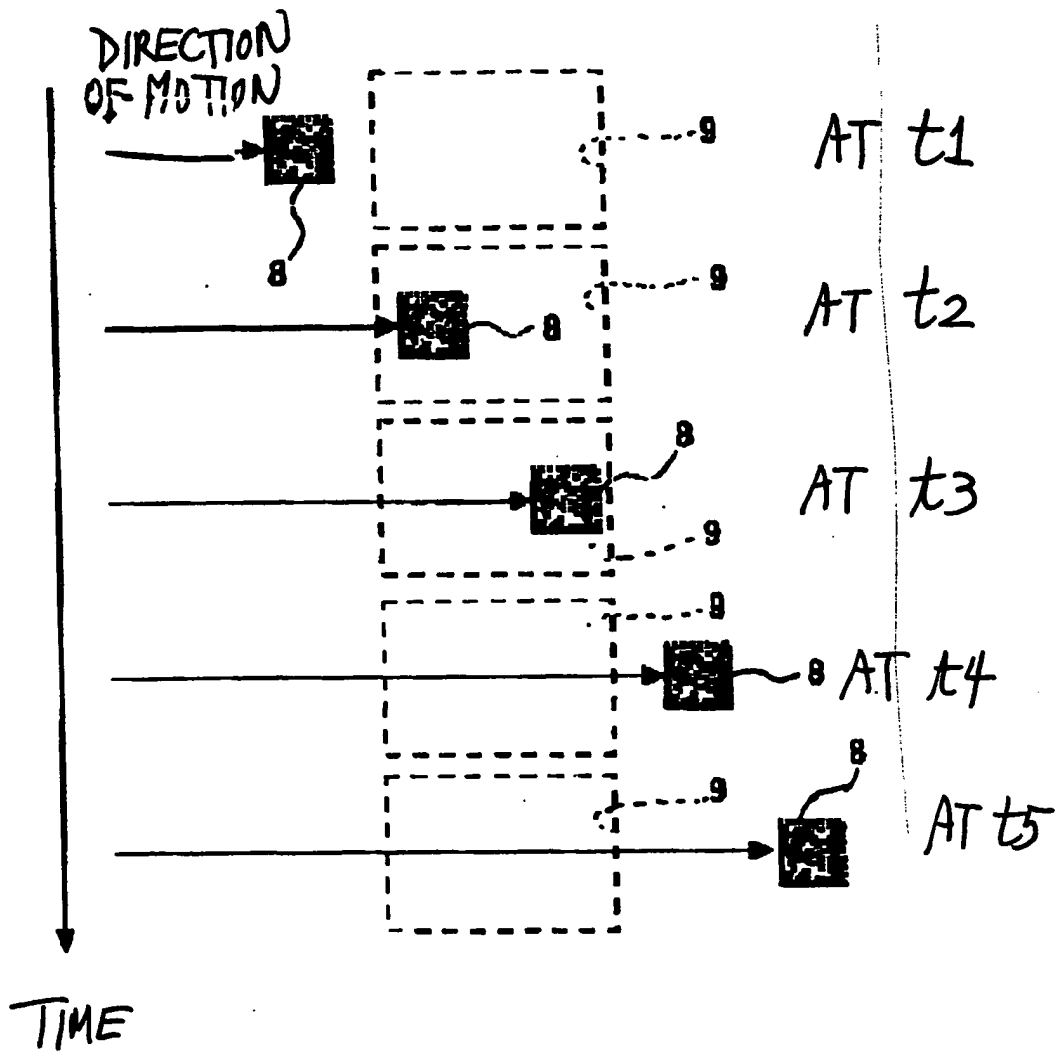 DIRECTION
OF MOTION
9
AT t1
8
9
AT t2
8
8
AT t3
9
9
8
AT t4
8
9
AT t5
TIME